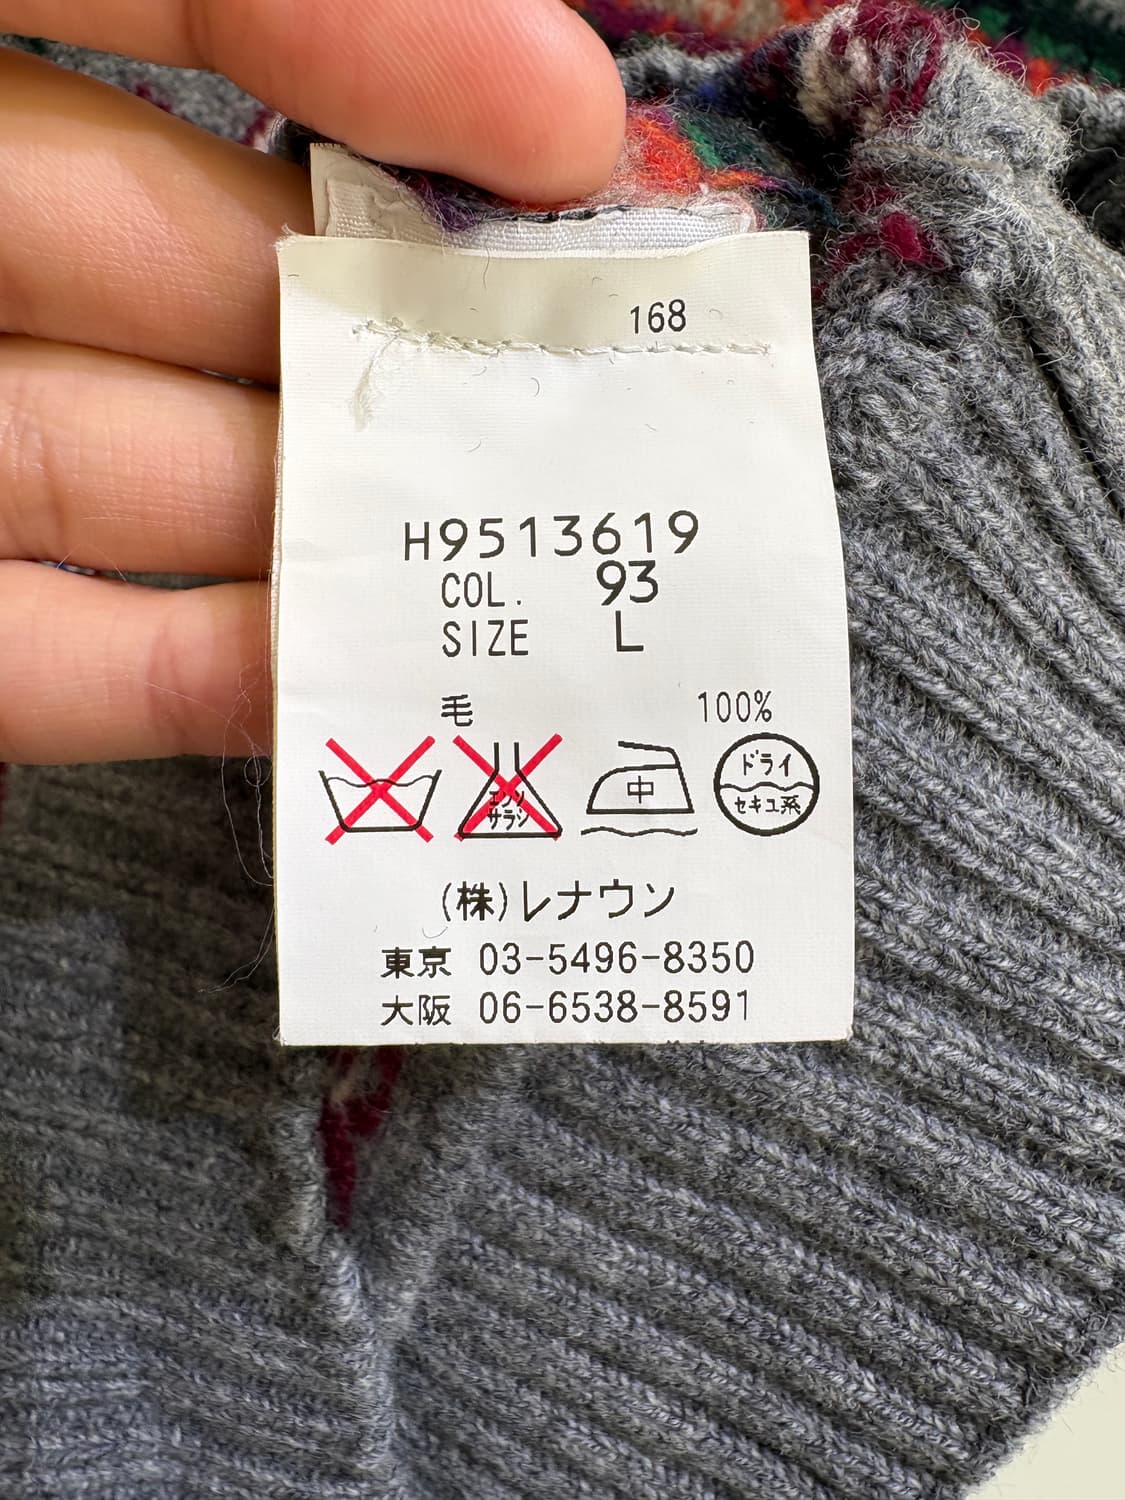 168
H9513619
COL. 93
SIZE L
毛 100%
エンソ
サラシ
中
ドライ
セキユ系
(株)レナウン
東京 03-5496-8350
大阪 06-6538-8591